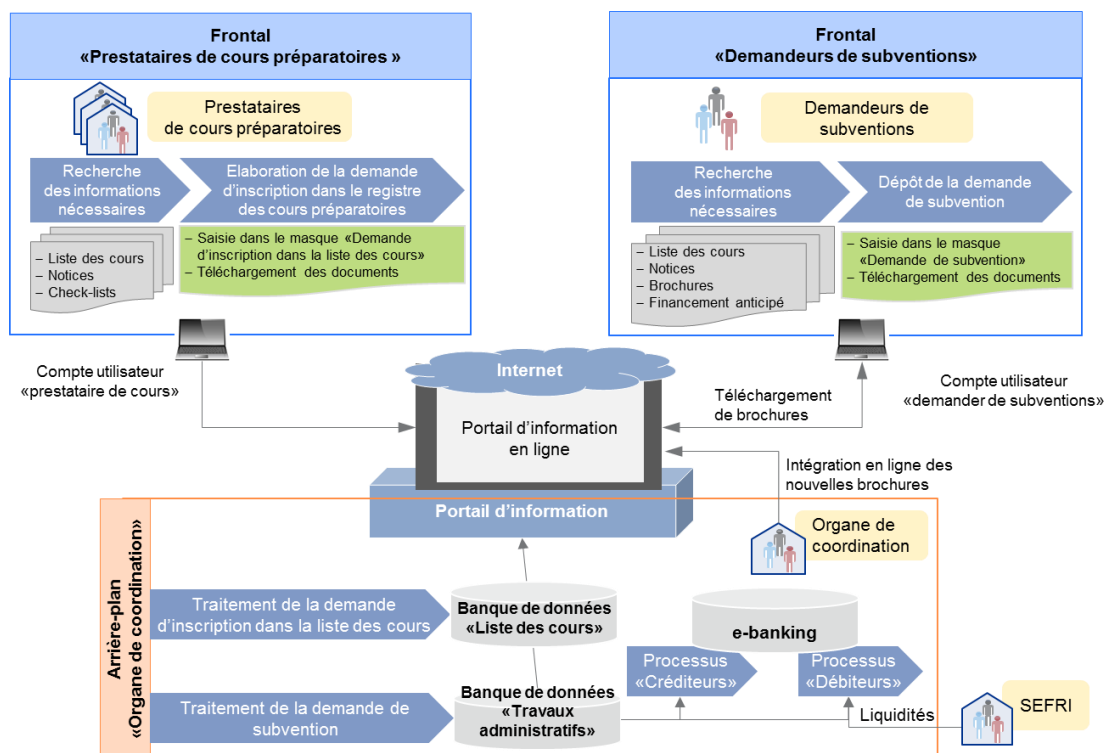 Frontal
«Prestataires de cours préparatoires »
Prestataires
de cours préparatoires
Recherche
des informations
nécessaires
Elaboration de la demande
d'inscription dans le registre
des cours préparatoires
– Liste des cours
– Notices
– Check-lists
– Saisie dans le masque «Demande
d'inscription dans la liste des cours»
– Téléchargement des documents
Frontal
«Demandeurs de subventions»
Demandeurs de
subventions
Recherche
des informations
nécessaires
Dépôt de la demande
de subvention
– Liste des cours
– Notices
– Brochures
– Financement anticipé
– Saisie dans le masque
«Demande de subvention»
– Téléchargement des documents
Compte utilisateur
«prestataire de cours»
Internet
Portail d'information
en ligne
Portail d'information
Téléchargement
de brochures
Compte utilisateur
«demander de subventions»
Intégration en ligne des
nouvelles brochures
Organe de
coordination
Arrière-plan
«Organe de coordination»
Traitement de la demande
d'inscription dans la liste des cours
Banque de données
«Liste des cours»
e-banking
Processus
«Créditeurs»
Processus
«Débiteurs»
Traitement de la demande de
subvention
Banque de données
«Travaux
administratifs»
Liquidités
SEFRI